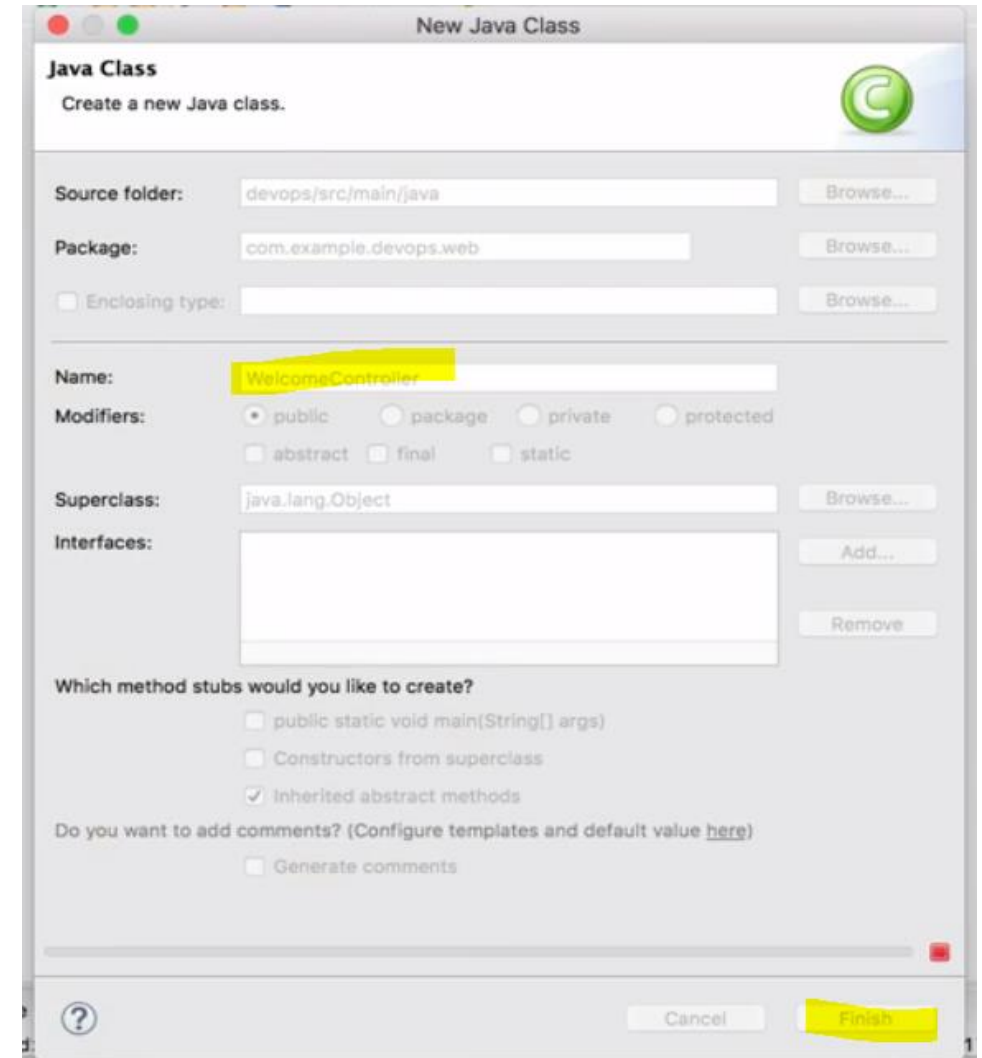 New Java Class
Java Class
Create a new Java class.
Source folder: devops/src/main/java Browse...
Package: com.example.devops.web Browse...
Enclosing type: Browse...
Name: WelcomeController
Modifiers: public package private protected
abstract final static
Superclass: java.lang.Object Browse...
Interfaces: Add...
Remove
Which method stubs would you like to create?
public static void main(String[] args)
Constructors from superclass
Inherited abstract methods
Do you want to add comments? (Configure templates and default value here)
Generate comments
? Cancel Finish